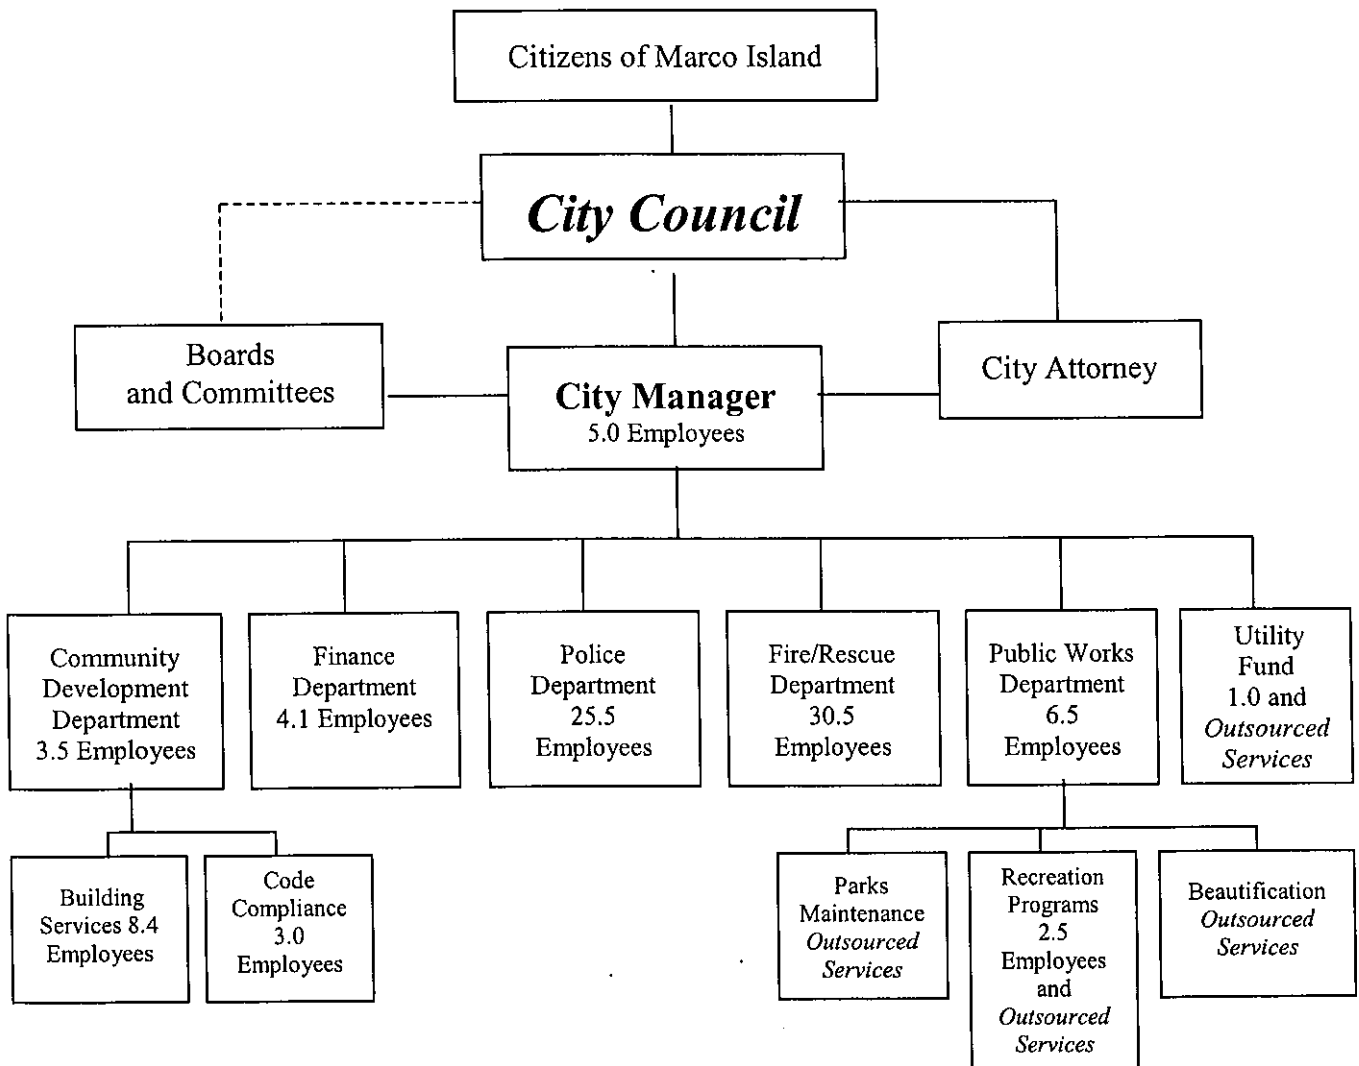 Citizens of Marco Island
City Council
Boards
and Committees
City Manager
5.0 Employees
City Attorney
Community
Development
Department
3.5 Employees
Finance
Department
4.1 Employees
Police
Department
25.5
Employees
Fire/Rescue
Department
30.5
Employees
Public Works
Department
6.5
Employees
Utility
Fund
1.0 and
Outsourced
Services
Building
Services 8.4
Employees
Code
Compliance
3.0
Employees
Parks
Maintenance
Outsourced
Services
Recreation
Programs
2.5
Employees
and
Outsourced
Services
Beautification
Outsourced
Services